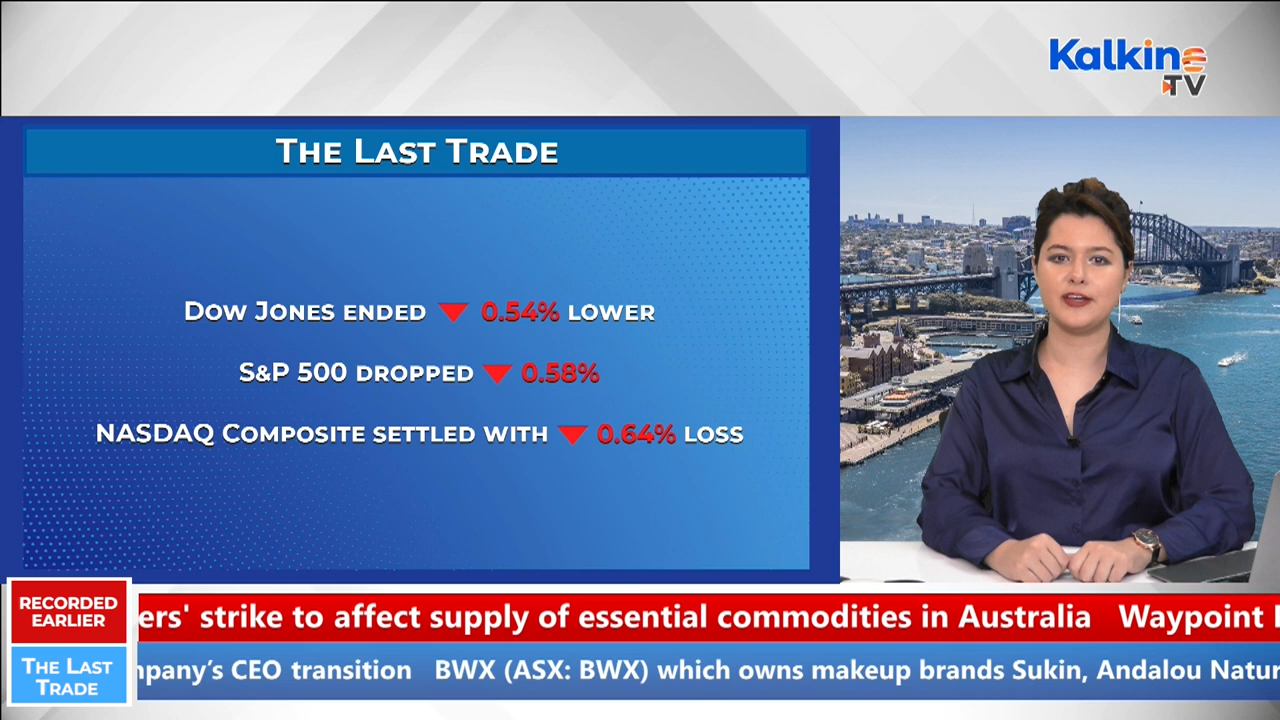 Kalkine
TV
The Last Trade
Dow Jones ended 0.54% lower
S&P 500 dropped 0.58%
NASDAQ Composite settled with 0.64% loss
RECORDED
EARLIER
ers' strike to affect supply of essential commodities in Australia Waypoint
The Last
Trade
mpany’s CEO transition BWX (ASX: BWX) which owns makeup brands Sukin, Andalou Natur